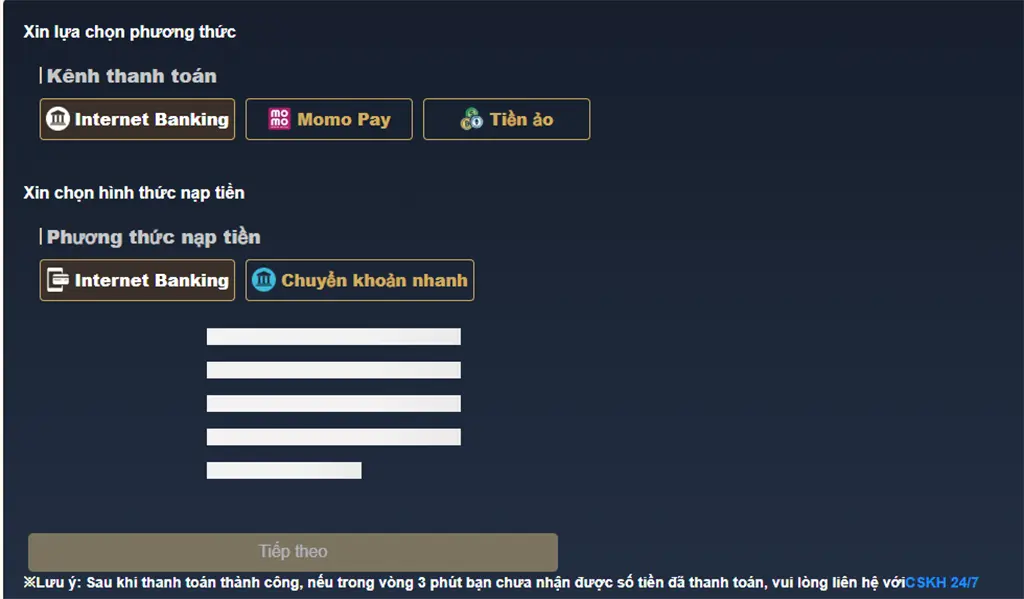 Xin lựa chọn phương thức
Kênh thanh toán
Internet Banking
momo Momo Pay
Tiền ảo
Xin chọn hình thức nạp tiền
Phương thức nạp tiền
Internet Banking
Chuyển khoản nhanh
Tiếp theo
※Lưu ý: Sau khi thanh toán thành công, nếu trong vòng 3 phút bạn chưa nhận được số tiền đã thanh toán, vui lòng liên hệ vớiCSKH 24/7